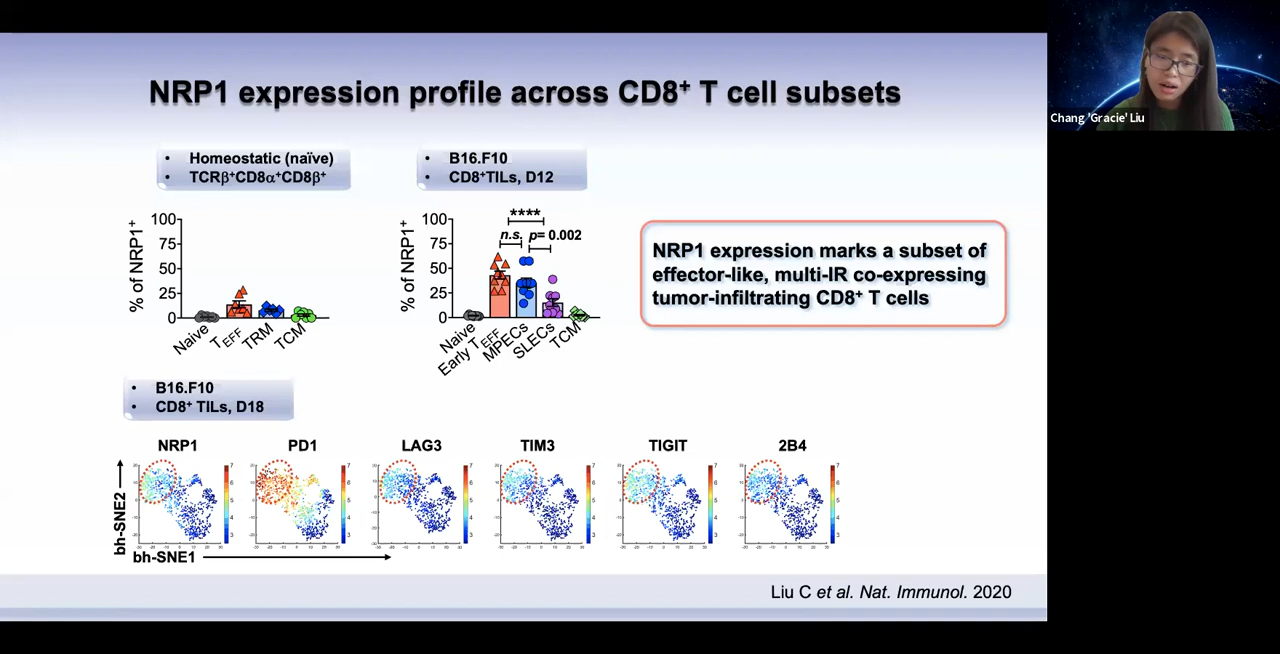 NRP1 expression profile across CD8⁺ T cell subsets
Chang 'Gracie' Liu
• Homeostatic (naïve)
• TCRβ⁺CD8α⁺CD8β⁺
• B16.F10
• CD8⁺TILs, D12
% of NRP1⁺
100
75
50
25
0
Naive
T_EFF
TRM
TCM
% of NRP1⁺
100
75
50
25
0
****
n.s.
p= 0.002
Naive
Early T_EFF
MPECs
SLECs
TCM
NRP1 expression marks a subset of
effector-like, multi-IR co-expressing
tumor-infiltrating CD8⁺ T cells
• B16.F10
• CD8⁺ TILs, D18
NRP1
PD1
LAG3
TIM3
TIGIT
2B4
bh-SNE2
bh-SNE1
Liu C et al. Nat. Immunol. 2020